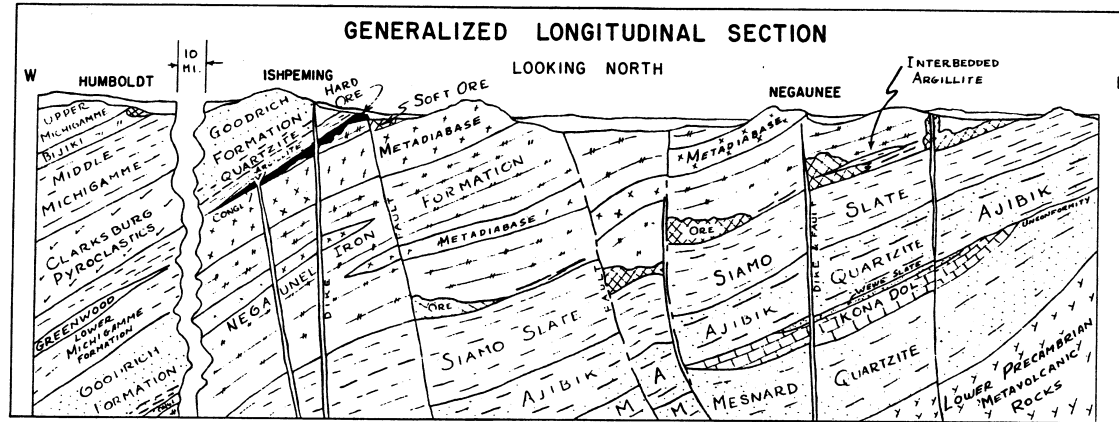 GENERALIZED LONGITUDINAL SECTION
LOOKING NORTH
W
HUMBOLDT
10
MI.
ISHPEMING
NEGAUNEE
HARD
ORE
SOFT ORE
INTERBEDDED
ARGILLITE
UPPER
MICHIGAMME
BIJIKI
MIDDLE
MICHIGAMME
CLARKSBURG
PYROCLASTICS
GREENWOOD
LOWER
MICHIGAMME
FORMATION
GOODRICH
FORMATION
GOODRICH
FORMATION
QUARTZITE
CONGL
NEGAUNEE IRON FORMATION
DIKE
FAULT
METADIABASE
METADIABASE
ORE
SIAMO SLATE
AJIBIK
FAULT
M
A
M
METADIABASE
ORE
SIAMO
AJIBIK
MESNARD
DIKE & FAULT
SLATE
QUARTZITE
WEWE SLATE
KONA DOL
QUARTZITE
AJIBIK
UNCONFORMITY
LOWER PRECAMBRIAN
METAVOLCANIC
ROCKS